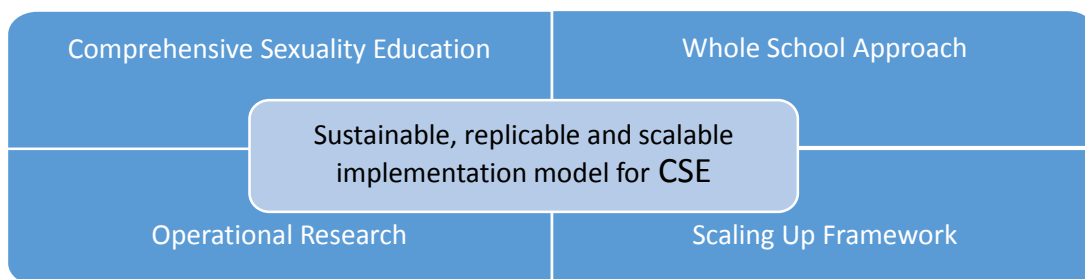 Comprehensive Sexuality Education
Whole School Approach
Sustainable, replicable and scalable
implementation model for CSE
Operational Research
Scaling Up Framework